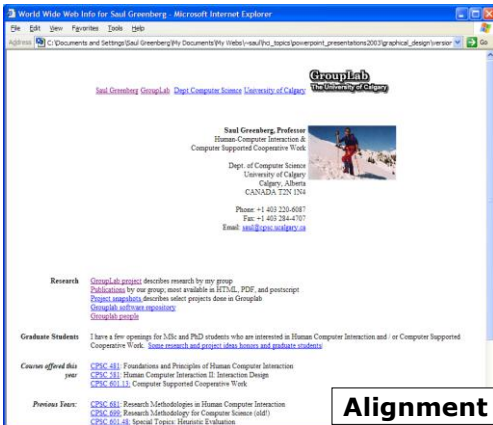 World Wide Web Info for Saul Greenberg - Microsoft Internet Explorer
File Edit View Favorites Tools Help
Address C:\Documents and Settings\Saul Greenberg\My Documents\My Webs\~saul\hci_topics\powerpoint_presentations2003\graphical_design\version Go
GroupLab
The University of Calgary
Saul Greenberg GroupLab Dept Computer Science University of Calgary
Saul Greenberg, Professor
Human-Computer Interaction &
Computer Supported Cooperative Work
Dept. of Computer Science
University of Calgary
Calgary, Alberta
CANADA T2N 1N4
Phone: +1 403 220-6087
Fax: +1 403 284-4707
Email: saul@cpsc.ucalgary.ca
Research GroupLab project describes research by my group
Publications by our group; most available in HTML, PDF, and postscript
Project snapshots describes select projects done in Grouplab
Grouplab software repository
Grouplab people
Graduate Students I have a few openings for MSc and PhD students who are interested in Human Computer Interaction and / or Computer Supported
Cooperative Work. Some research and project ideas honors and graduate students!
Courses offered this CPSC 481: Foundations and Principles of Human Computer Interaction
year CPSC 581: Human Computer Interaction II: Interaction Design
CPSC 601.13: Computer Supported Cooperative Work
Previous Years: CPSC 681: Research Methodologies in Human Computer Interaction
CPSC 699: Research Methodology for Computer Science (old!)
CPSC 601.48: Special Topics: Heuristic Evaluation
Alignment